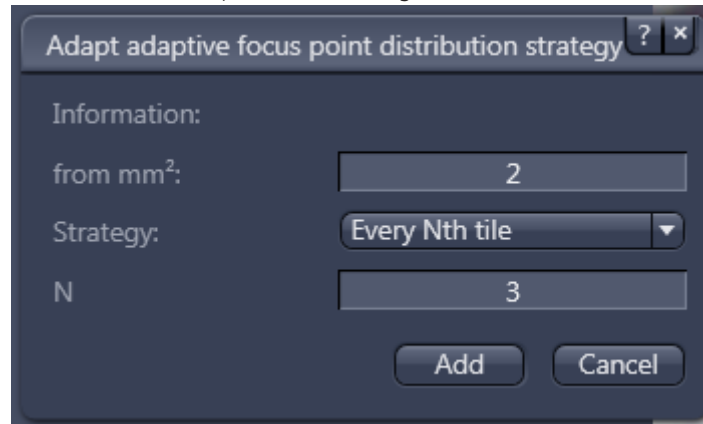 Adapt adaptive focus point distribution strategy ? ×
Information:
from mm²: 2
Strategy: Every Nth tile
N 3
Add Cancel